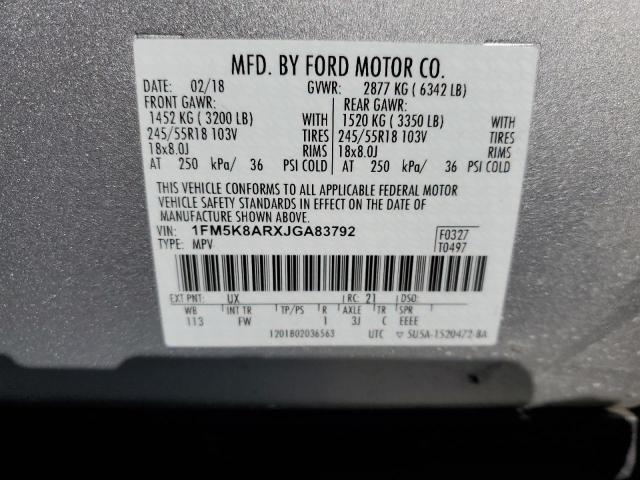 MFD. BY FORD MOTOR CO.
DATE: 02/18 GVWR: 2877 KG ( 6342 LB)
FRONT GAWR: REAR GAWR:
1452 KG ( 3200 LB) WITH 1520 KG ( 3350 LB) WITH
245/55R18 103V TIRES 245/55R18 103V TIRES
18x8.0J RIMS 18x8.0J RIMS
AT 250 kPa/ 36 PSI COLD AT 250 kPa/ 36 PSI COLD
THIS VEHICLE CONFORMS TO ALL APPLICABLE FEDERAL MOTOR
VEHICLE SAFETY STANDARDS IN EFFECT ON THE DATE OF
MANUFACTURE SHOWN ABOVE.
VIN: 1FM5K8ARXJGA83792 F0327
TYPE: MPV T0497
EXT PNT: UX RC: 21 DSO:
WB INT TR TP/PS R AXLE TR SPR
113 FW 1 3J C EEEE
1201802036563 UTC ▽ 5U5A-1520472-BA